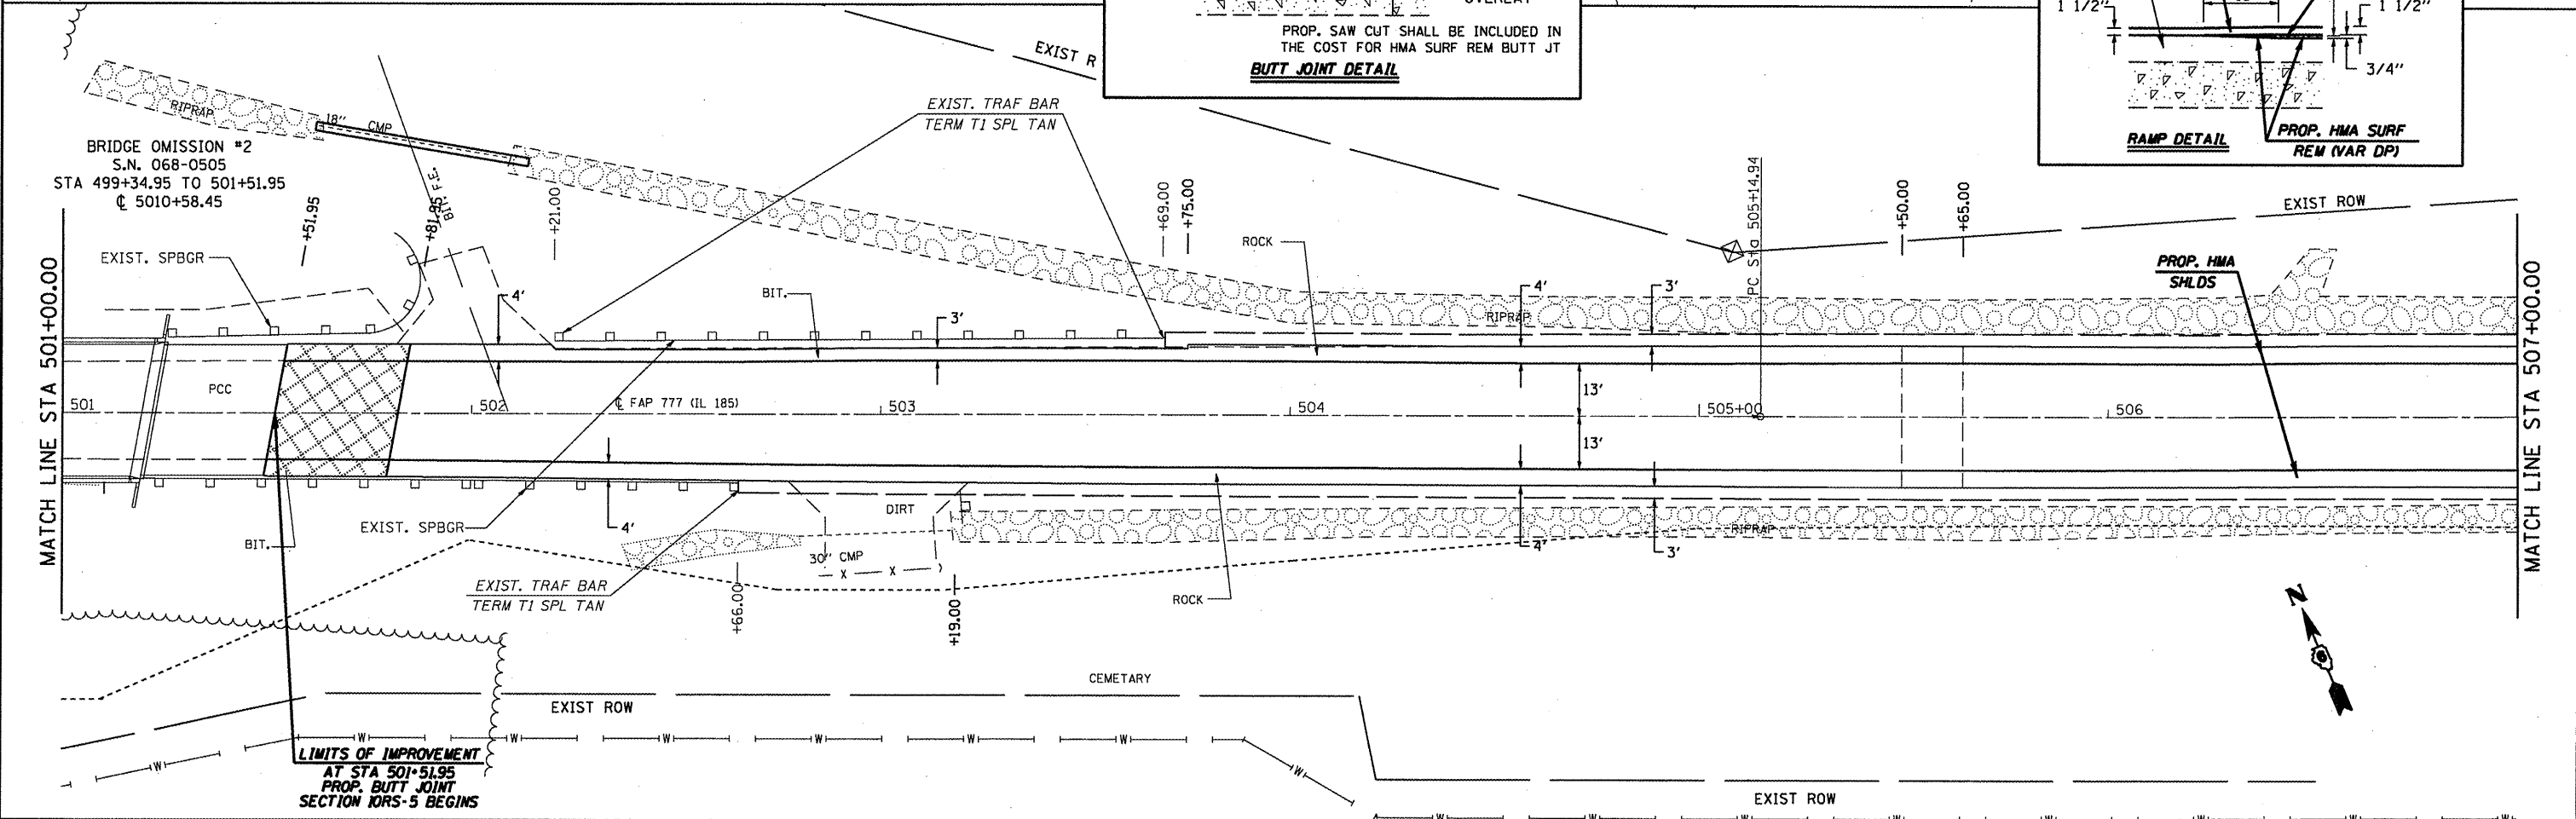 OVERLAY
PROP. SAW CUT SHALL BE INCLUDED IN
THE COST FOR HMA SURF REM BUTT JT
BUTT JOINT DETAIL
1 1/2"
1 1/2"
3/4"
RAMP DETAIL
PROP. HMA SURF
REM (VAR DP)
EXIST R
RIPRAP
18"
CMP
BRIDGE OMISSION #2
S.N. 068-0505
STA 499+34.95 TO 501+51.95
℄ 5010+58.45
EXIST. TRAF BAR
TERM T1 SPL TAN
+51.95
+81.95
BIT. F.E.
+21.00
+69.00
+75.00
PC Sta 505+14.94
+50.00
+65.00
EXIST ROW
EXIST. SPBGR
ROCK
PROP. HMA
SHLDS
4'
BIT.
3'
4'
3'
RIPRAP
MATCH LINE STA 501+00.00
MATCH LINE STA 507+00.00
PCC
501
502
℄ FAP 777 (IL 185)
503
504
505+00
506
13'
13'
EXIST. SPBGR
4'
DIRT
BIT.
30" CMP
X
X
RIPRAP
4'
3'
EXIST. TRAF BAR
TERM T1 SPL TAN
+66.00
+19.00
ROCK
N
CEMETARY
EXIST ROW
W
W
W
W
W
W
W
W
LIMITS OF IMPROVEMENT
AT STA 501+51.95
PROP. BUTT JOINT
SECTION 10RS-5 BEGINS
EXIST ROW
W
W
W
W
W
W
W
W